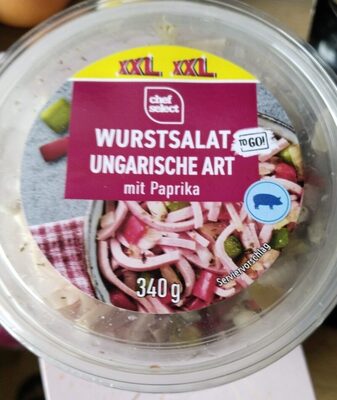 XXL XXL
chef
select
WURSTSALAT
TO GO!
UNGARISCHE ART
mit Paprika
340g
Serviervorschlag